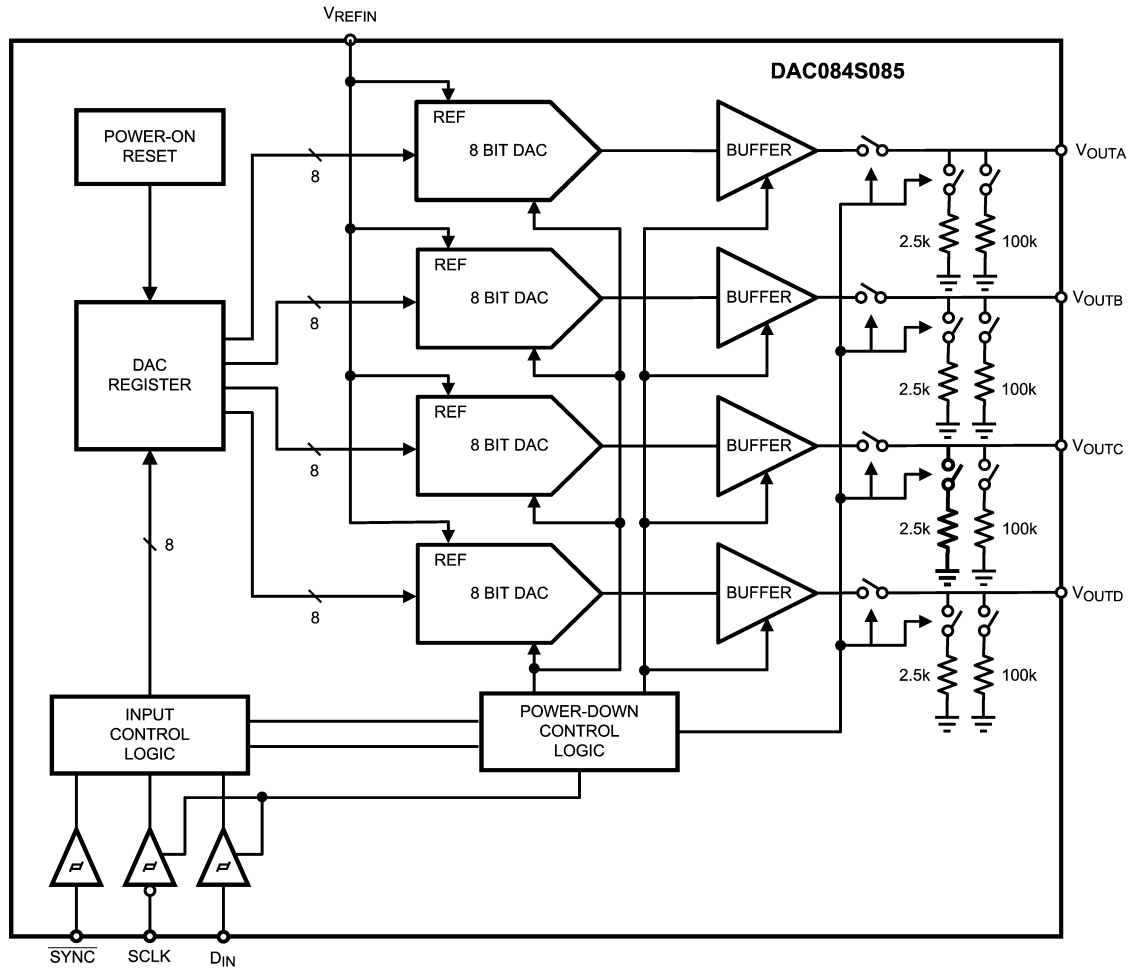 VREFIN
DAC084S085
POWER-ON
RESET
REF
8 BIT DAC
BUFFER
VOUTA
8
2.5k
100k
REF
8 BIT DAC
BUFFER
VOUTB
8
DAC
REGISTER
2.5k
100k
REF
8 BIT DAC
BUFFER
VOUTC
8
8
2.5k
100k
REF
8 BIT DAC
BUFFER
VOUTD
8
2.5k
100k
INPUT
CONTROL
LOGIC
POWER-DOWN
CONTROL
LOGIC
SYNC
SCLK
DIN